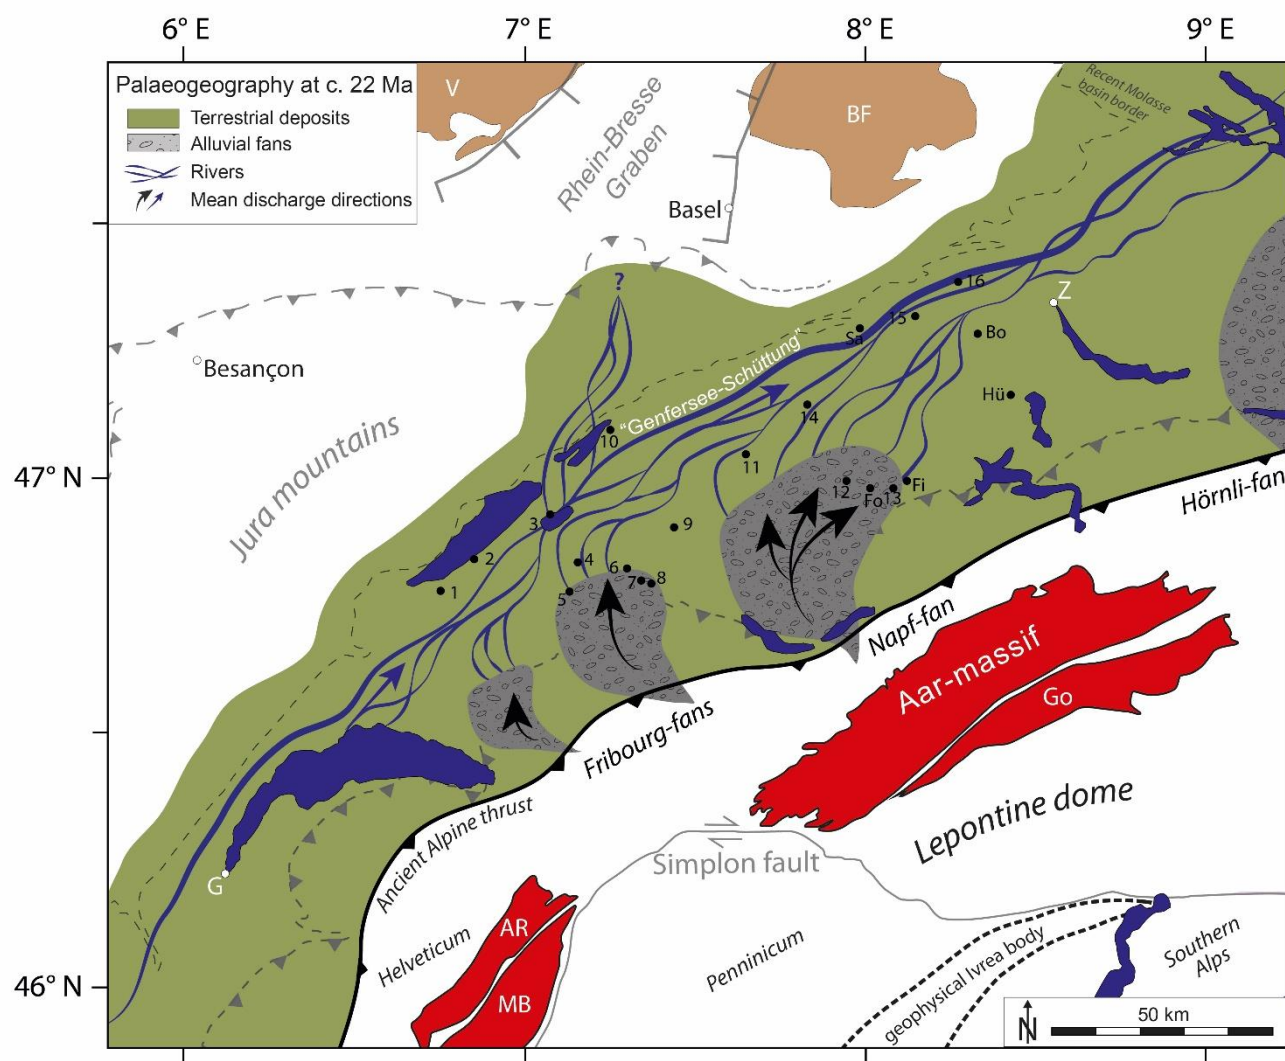 6° E
7° E
8° E
9° E
Palaeogeography at c. 22 Ma
Terrestrial deposits
Alluvial fans
Rivers
Mean discharge directions
V
Rhein-Bresse
Graben
BF
Recent Molasse
basin border
Basel
?
16
Z
15
Sa
Bo
Besançon
"Genfersee-Schüttung"
Hü
14
10
Jura mountains
11
47° N
12
Fo
13
Fi
Hörnli-fan
3
9
2
4
6
7
8
1
5
Napf-fan
Aar-massif
Go
Fribourg-fans
Lepontine dome
Ancient Alpine thrust
Simplon fault
G
AR
Helveticum
Penninicum
geophysical Ivrea body
Southern
Alps
46° N
MB
N
50 km